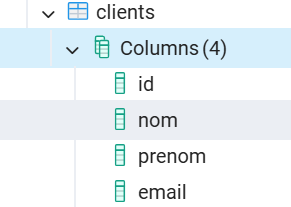 clients
Columns (4)
id
nom
prenom
email